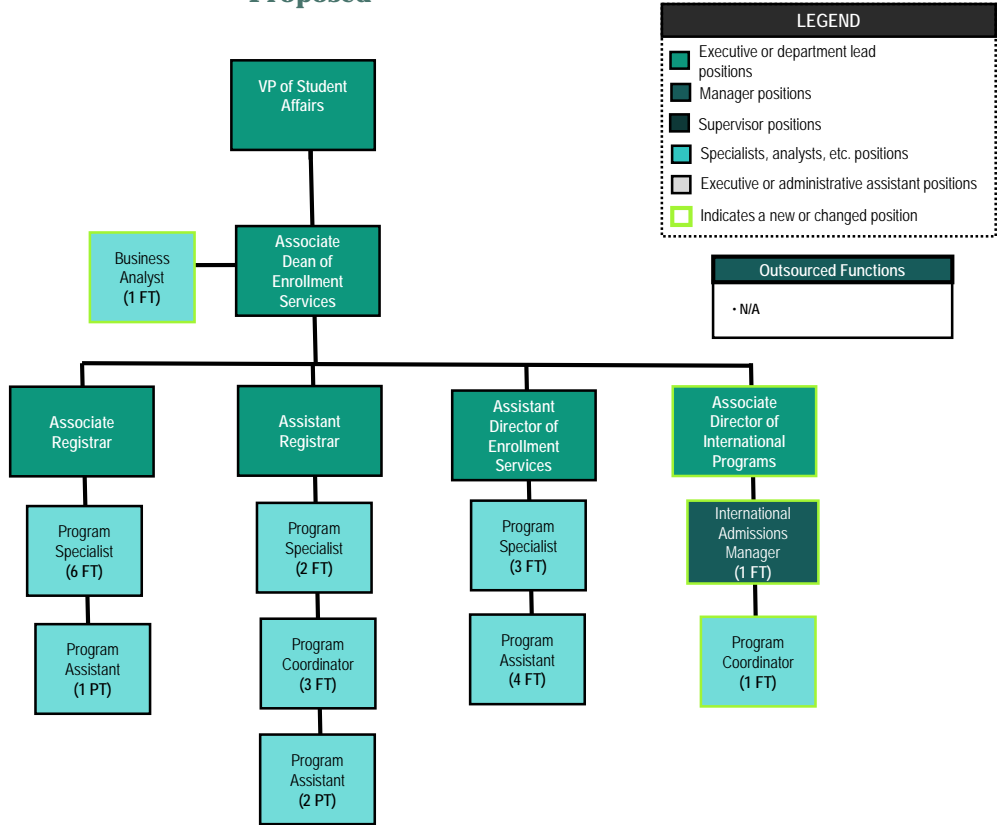 Proposed
LEGEND
Executive or department lead
positions
Manager positions
Supervisor positions
Specialists, analysts, etc. positions
Executive or administrative assistant positions
Indicates a new or changed position
Outsourced Functions
• N/A
VP of Student
Affairs
Business
Analyst
(1 FT)
Associate
Dean of
Enrollment
Services
Associate
Registrar
Program
Specialist
(6 FT)
Program
Assistant
(1 PT)
Assistant
Registrar
Program
Specialist
(2 FT)
Program
Coordinator
(3 FT)
Program
Assistant
(2 PT)
Assistant
Director of
Enrollment
Services
Program
Specialist
(3 FT)
Program
Assistant
(4 FT)
Associate
Director of
International
Programs
International
Admissions
Manager
(1 FT)
Program
Coordinator
(1 FT)